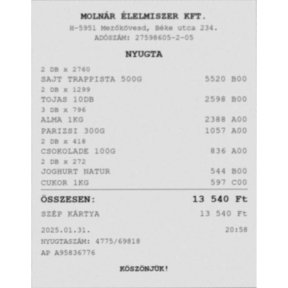 MOLNÁR ÉLELMISZER KFT.
H-5951 Mezőkövesd, Béke utca 234.
ADÓSZÁM: 27598605-2-05
NYUGTA
2 DB x 2760
SAJT TRAPPISTA 500G 5520 B00
2 DB x 1299
TOJAS 10DB 2598 B00
3 DB x 796
ALMA 1KG 2388 A00
PARIZSI 300G 1057 A00
2 DB x 418
CSOKOLADE 100G 836 A00
2 DB x 272
JOGHURT NATUR 544 B00
CUKOR 1KG 597 C00
ÖSSZESEN: 13 540 Ft
SZÉP KÁRTYA 13 540 Ft
2025.01.31. 20:58
NYUGTASZÁM: 4775/69818
AP A95836776
KÖSZÖNJÜK!